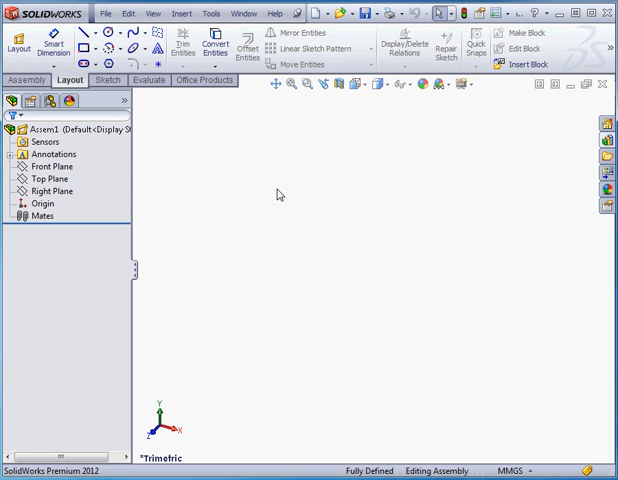 SOLIDWORKS File Edit View Insert Tools Window Help
Layout Smart Dimension Trim Entities Convert Entities Offset Entities Mirror Entities Linear Sketch Pattern Move Entities Display/Delete Relations Repair Sketch Quick Snaps Make Block Edit Block Insert Block
Assembly Layout Sketch Evaluate Office Products
Assem1 (Default<Display St
Sensors
Annotations
Front Plane
Top Plane
Right Plane
Origin
Mates
Y
X
Z
*Trimetric
SolidWorks Premium 2012 Fully Defined Editing Assembly MMGS